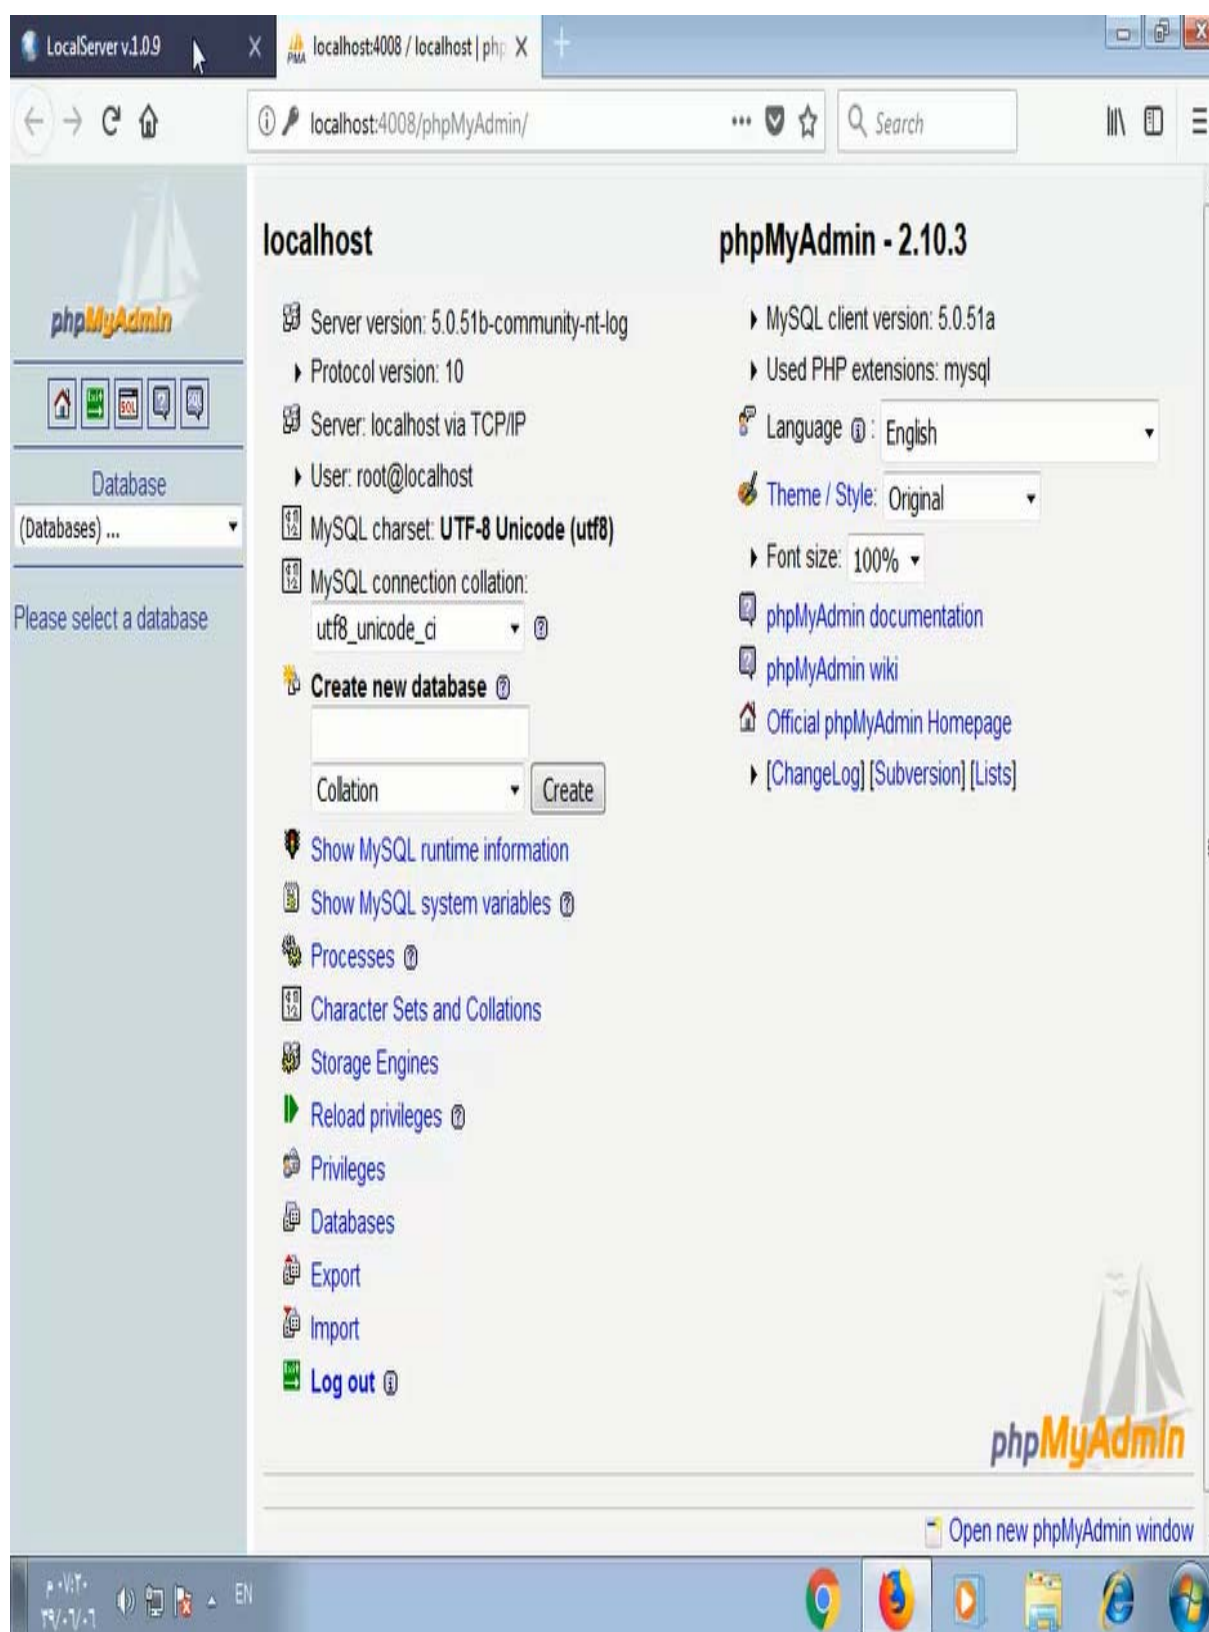 LocalServer v.1.0.9
localhost:4008 / localhost | php
localhost:4008/phpMyAdmin/
Search
phpMyAdmin
Database
(Databases) ...
Please select a database
localhost
Server version: 5.0.51b-community-nt-log
Protocol version: 10
Server: localhost via TCP/IP
User: root@localhost
MySQL charset: UTF-8 Unicode (utf8)
MySQL connection collation:
utf8_unicode_ci
Create new database
Collation
Create
Show MySQL runtime information
Show MySQL system variables
Processes
Character Sets and Collations
Storage Engines
Reload privileges
Privileges
Databases
Export
Import
Log out
phpMyAdmin - 2.10.3
MySQL client version: 5.0.51a
Used PHP extensions: mysql
Language : English
Theme / Style: Original
Font size: 100%
phpMyAdmin documentation
phpMyAdmin wiki
Official phpMyAdmin Homepage
[ChangeLog] [Subversion] [Lists]
phpMyAdmin
Open new phpMyAdmin window
EN
٠٧:٢٠ م
٣٩/٠٦/٠٦